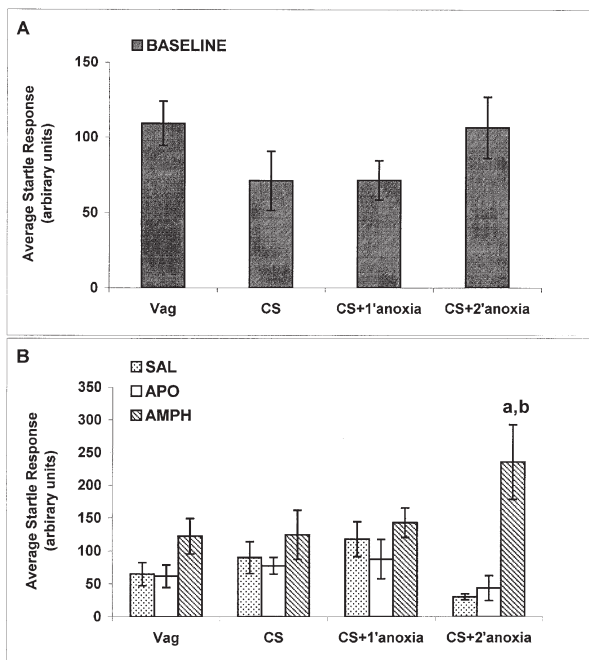 A
BASELINE
Average Startle Response
(arbirary units)
150
100
50
0
Vag CS CS+1'anoxia CS+2'anoxia
B
SAL
APO
AMPH
Average Startle Response
(arbirary units)
350
300
250
200
150
100
50
0
a,b
Vag CS CS+1'anoxia CS+2'anoxia